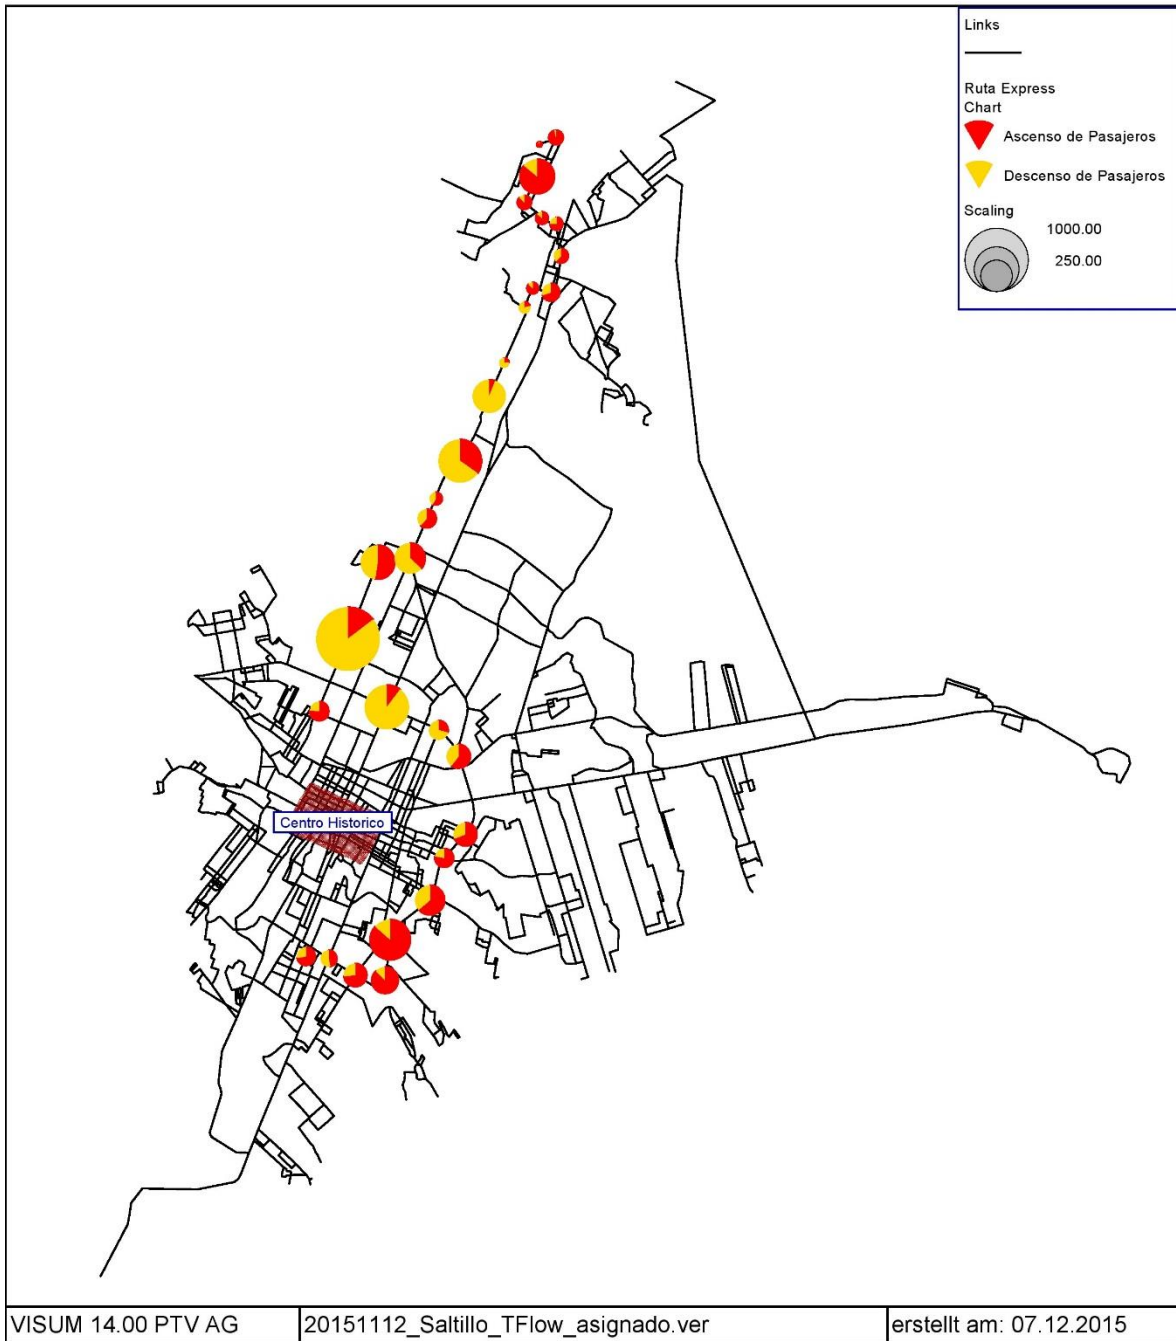 Links
Ruta Express
Chart
Ascenso de Pasajeros
Descenso de Pasajeros
Scaling
1000.00
250.00
Centro Historico
VISUM 14.00 PTV AG
20151112_Saltillo_TFlow_asignado.ver
erstellt am: 07.12.2015